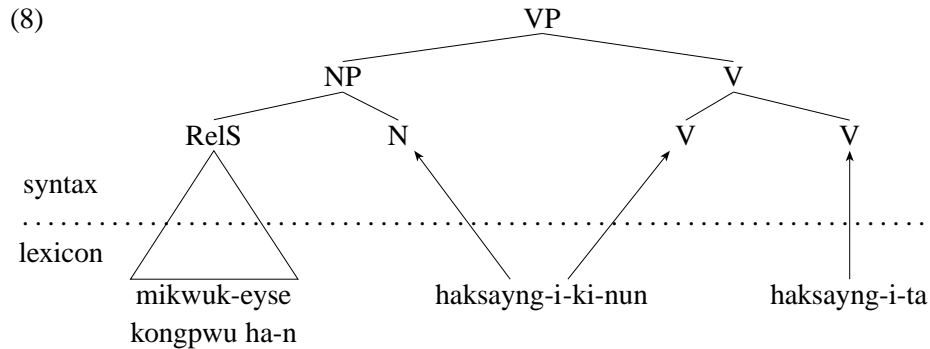 (8) VP
NP V
RelS N V V
syntax
lexicon
mikwuk-eyse haksayng-i-ki-nun haksayng-i-ta
kongpwu ha-n